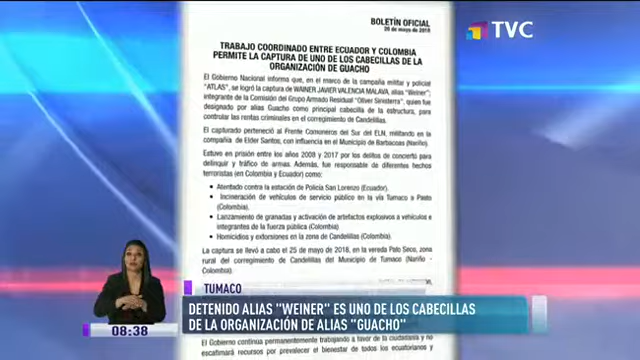 BOLETÍN OFICIAL
26 de mayo de 2018
TVC
TRABAJO COORDINADO ENTRE ECUADOR Y COLOMBIA
PERMITE LA CAPTURA DE UNO DE LOS CABECILLAS DE LA
ORGANIZACIÓN DE GUACHO
El Gobierno Nacional informa que, en el marco de la campaña militar y policial
"ATLAS", se logró la captura de WAINER JAVIER VALENCIA MALAVA, alias "Weiner";
integrante de la Comisión del Grupo Armado Residual "Oliver Sinisterra", quien fue
designado por alias Guacho como principal cabecilla de la estructura, para
controlar las rentas criminales en el corregimiento de Candelillas.
El capturado perteneció al Frente Comuneros del Sur del ELN, militando en la
compañía de Elder Santos, con influencia en el Municipio de Barbacoas (Nariño).
Estuvo en prisión entre los años 2008 y 2017 por los delitos de concierto para
delinquir y tráfico de armas. Además, fue responsable de diferentes hechos
terroristas (en Colombia y Ecuador) como:
• Atentado contra la estación de Policía San Lorenzo (Ecuador).
• Incineración de vehículos de servicio público en la vía Tumaco a Pasto
(Colombia).
• Lanzamiento de granadas y activación de artefactos explosivos a vehículos e
integrantes de la fuerza pública (Colombia)
• Homicidios y extorsiones en la zona de Candelillas (Colombia).
La captura se llevó a cabo el 25 de mayo de 2018, en la vereda Palo Seco, zona
rural del corregimiento de Candelillas del Municipio de Tumaco (Nariño -
Colombia).
TUMACO
DETENIDO ALIAS "WEINER" ES UNO DE LOS CABECILLAS
DE LA ORGANIZACIÓN DE ALIAS "GUACHO"
08:38
El Gobierno continua permanentemente trabajando a favor de la ciudadanía y no
escatimará recursos por prevalecer el bienestar de todos los ecuatorianos y